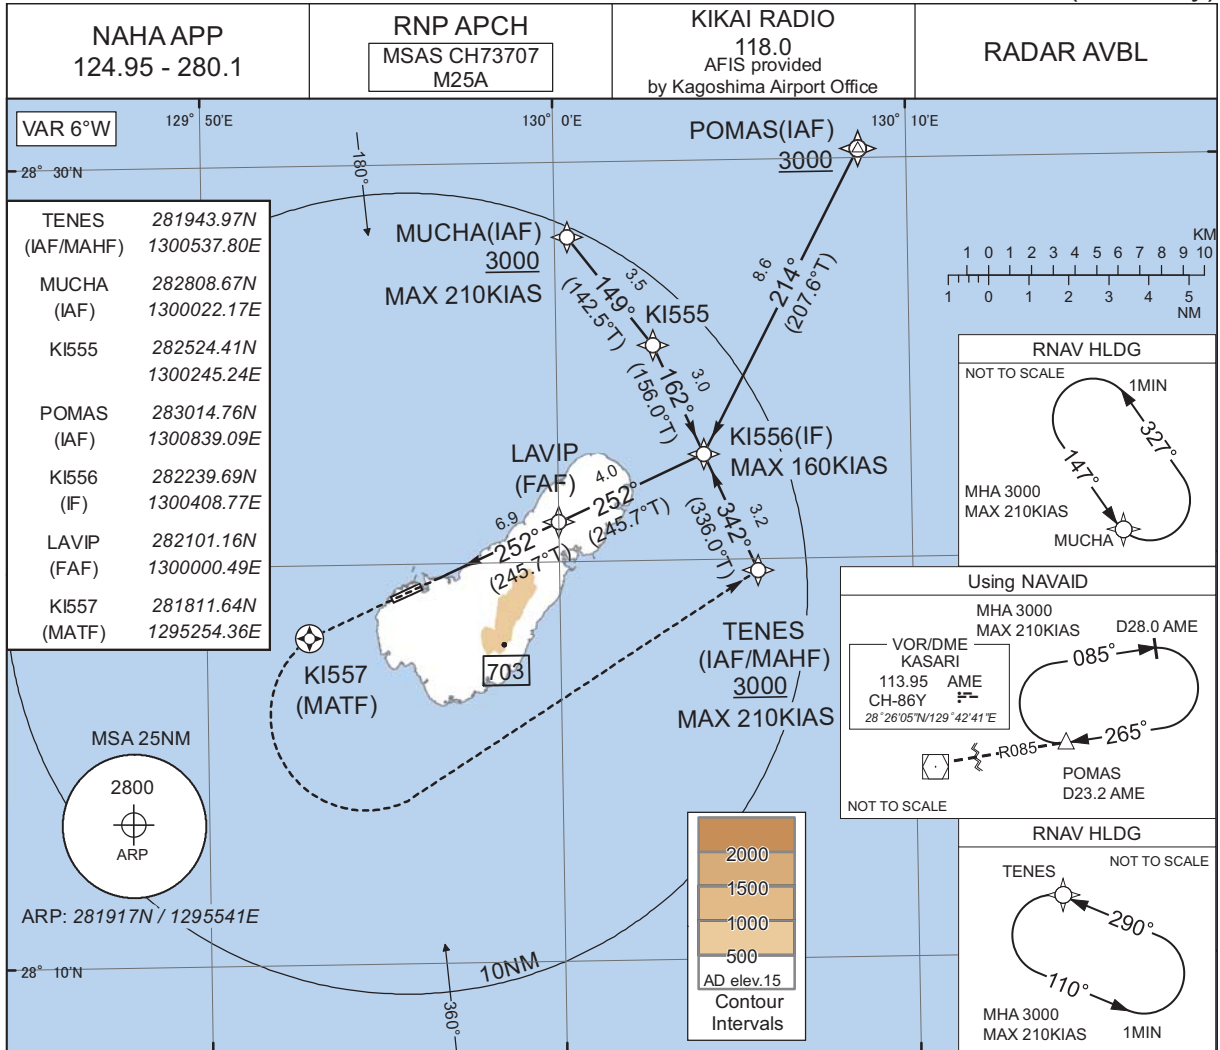 NAHA APP
124.95 - 280.1
RNP APCH
MSAS CH73707
M25A
KIKAI RADIO
118.0
AFIS provided
by Kagoshima Airport Office
RADAR AVBL
VAR 6°W
129° 50'E
130° 0'E
130° 10'E
28° 30'N
180°
POMAS(IAF)
3000
MUCHA(IAF)
3000
MAX 210KIAS
TENES 281943.97N
(IAF/MAHF) 1300537.80E
MUCHA 282808.67N
(IAF) 1300022.17E
KI555 282524.41N
1300245.24E
POMAS 283014.76N
(IAF) 1300839.09E
KI556 282239.69N
(IF) 1300408.77E
LAVIP 282101.16N
(FAF) 1300000.49E
KI557 281811.64N
(MATF) 1295254.36E
3.5
149°
(142.5°T)
KI555
8.6
214°
(207.6°T)
3.0
162°
(156.0°T)
KI556(IF)
MAX 160KIAS
LAVIP
(FAF)
4.0
252°
(245.7°T)
6.9
252°
(245.7°T)
3.2
342°
(336.0°T)
TENES
(IAF/MAHF)
3000
MAX 210KIAS
KI557
(MATF)
703
KM
1 0 1 2 3 4 5 6 7 8 9 10
1 0 1 2 3 4 5
NM
RNAV HLDG
NOT TO SCALE
1MIN
327°
147°
MHA 3000
MAX 210KIAS
MUCHA
Using NAVAID
MHA 3000
MAX 210KIAS
D28.0 AME
VOR/DME
KASARI
113.95 AME
CH-86Y
28°26'05"N/129°42'41"E
085°
265°
R085
POMAS
D23.2 AME
NOT TO SCALE
MSA 25NM
2800
ARP
ARP: 281917N / 1295541E
28° 10'N
10NM
360°
2000
1500
1000
500
AD elev.15
Contour
Intervals
RNAV HLDG
NOT TO SCALE
TENES
290°
110°
MHA 3000
MAX 210KIAS
1MIN